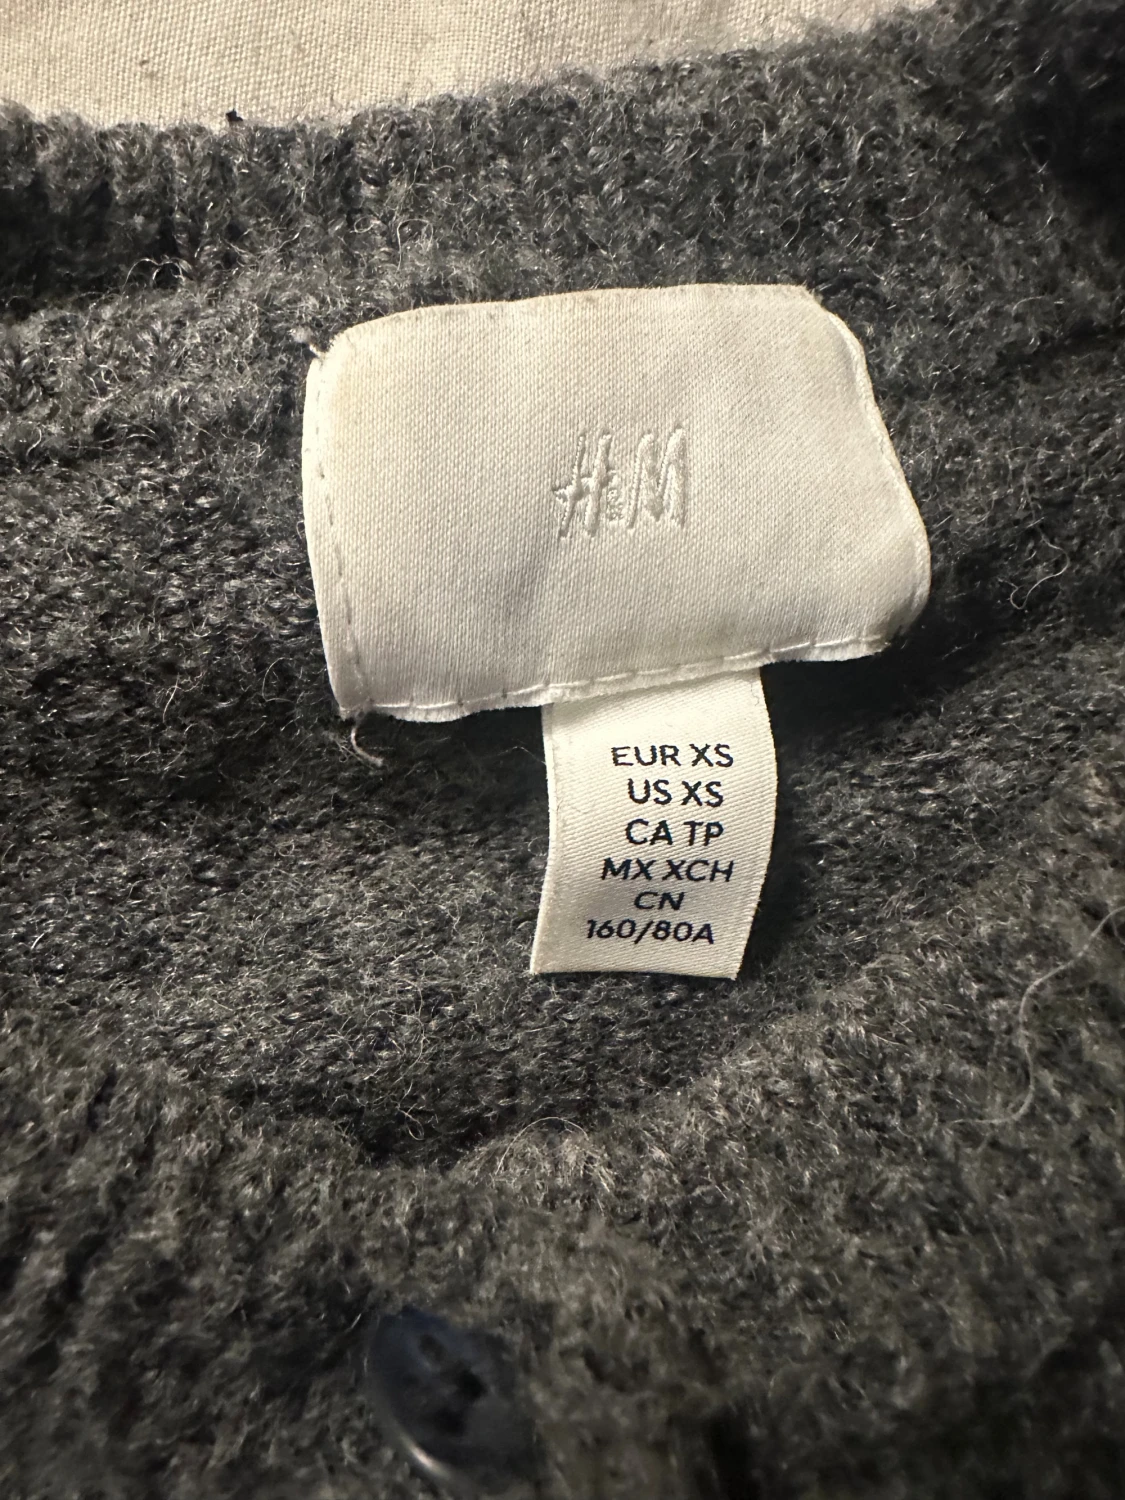 H&M
EUR XS
US XS
CA TP
MX XCH
CN
160/80A